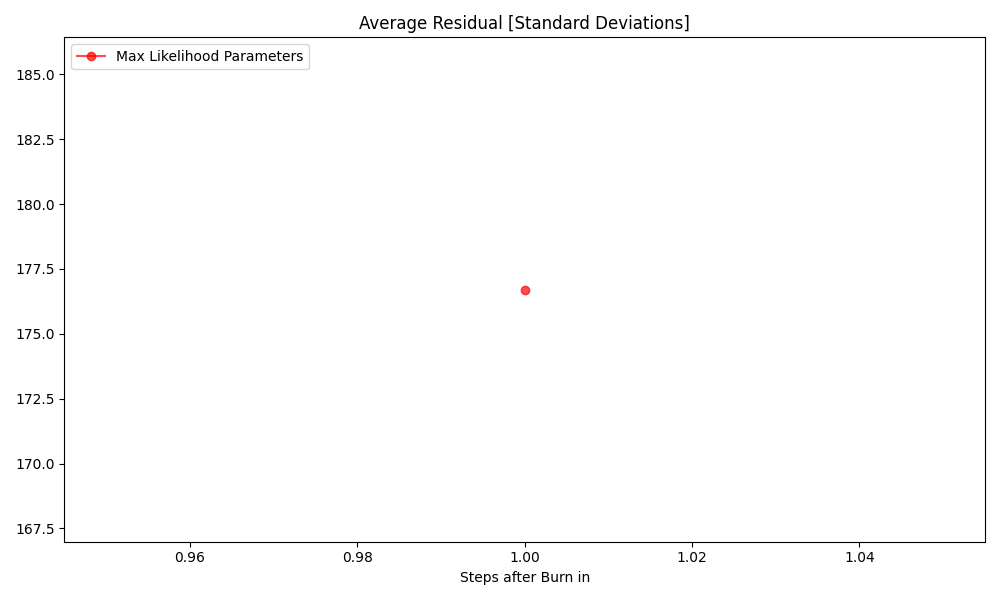 Average Residual [Standard Deviations]
Max Likelihood Parameters
185.0
182.5
180.0
177.5
175.0
172.5
170.0
167.5
0.96 0.98 1.00 1.02 1.04
Steps after Burn in